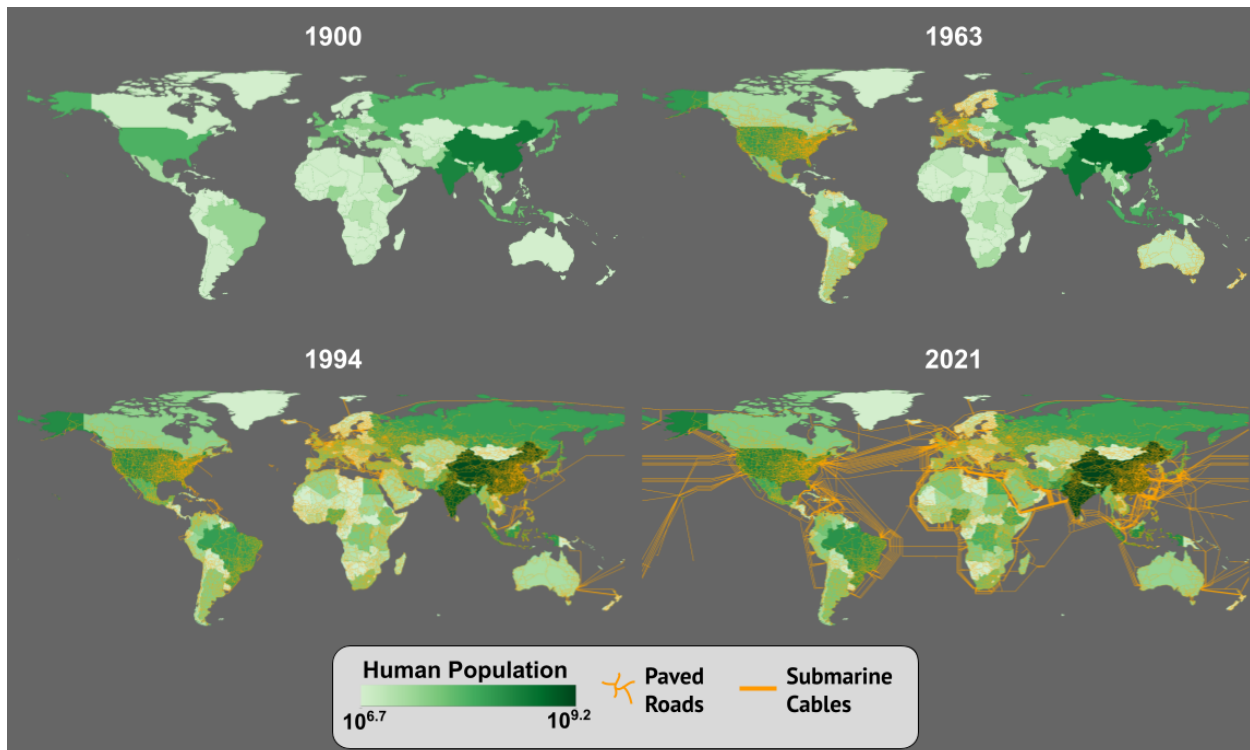 1900
1963
1994
2021
Human Population
10^6.7
10^9.2
Paved
Roads
Submarine
Cables